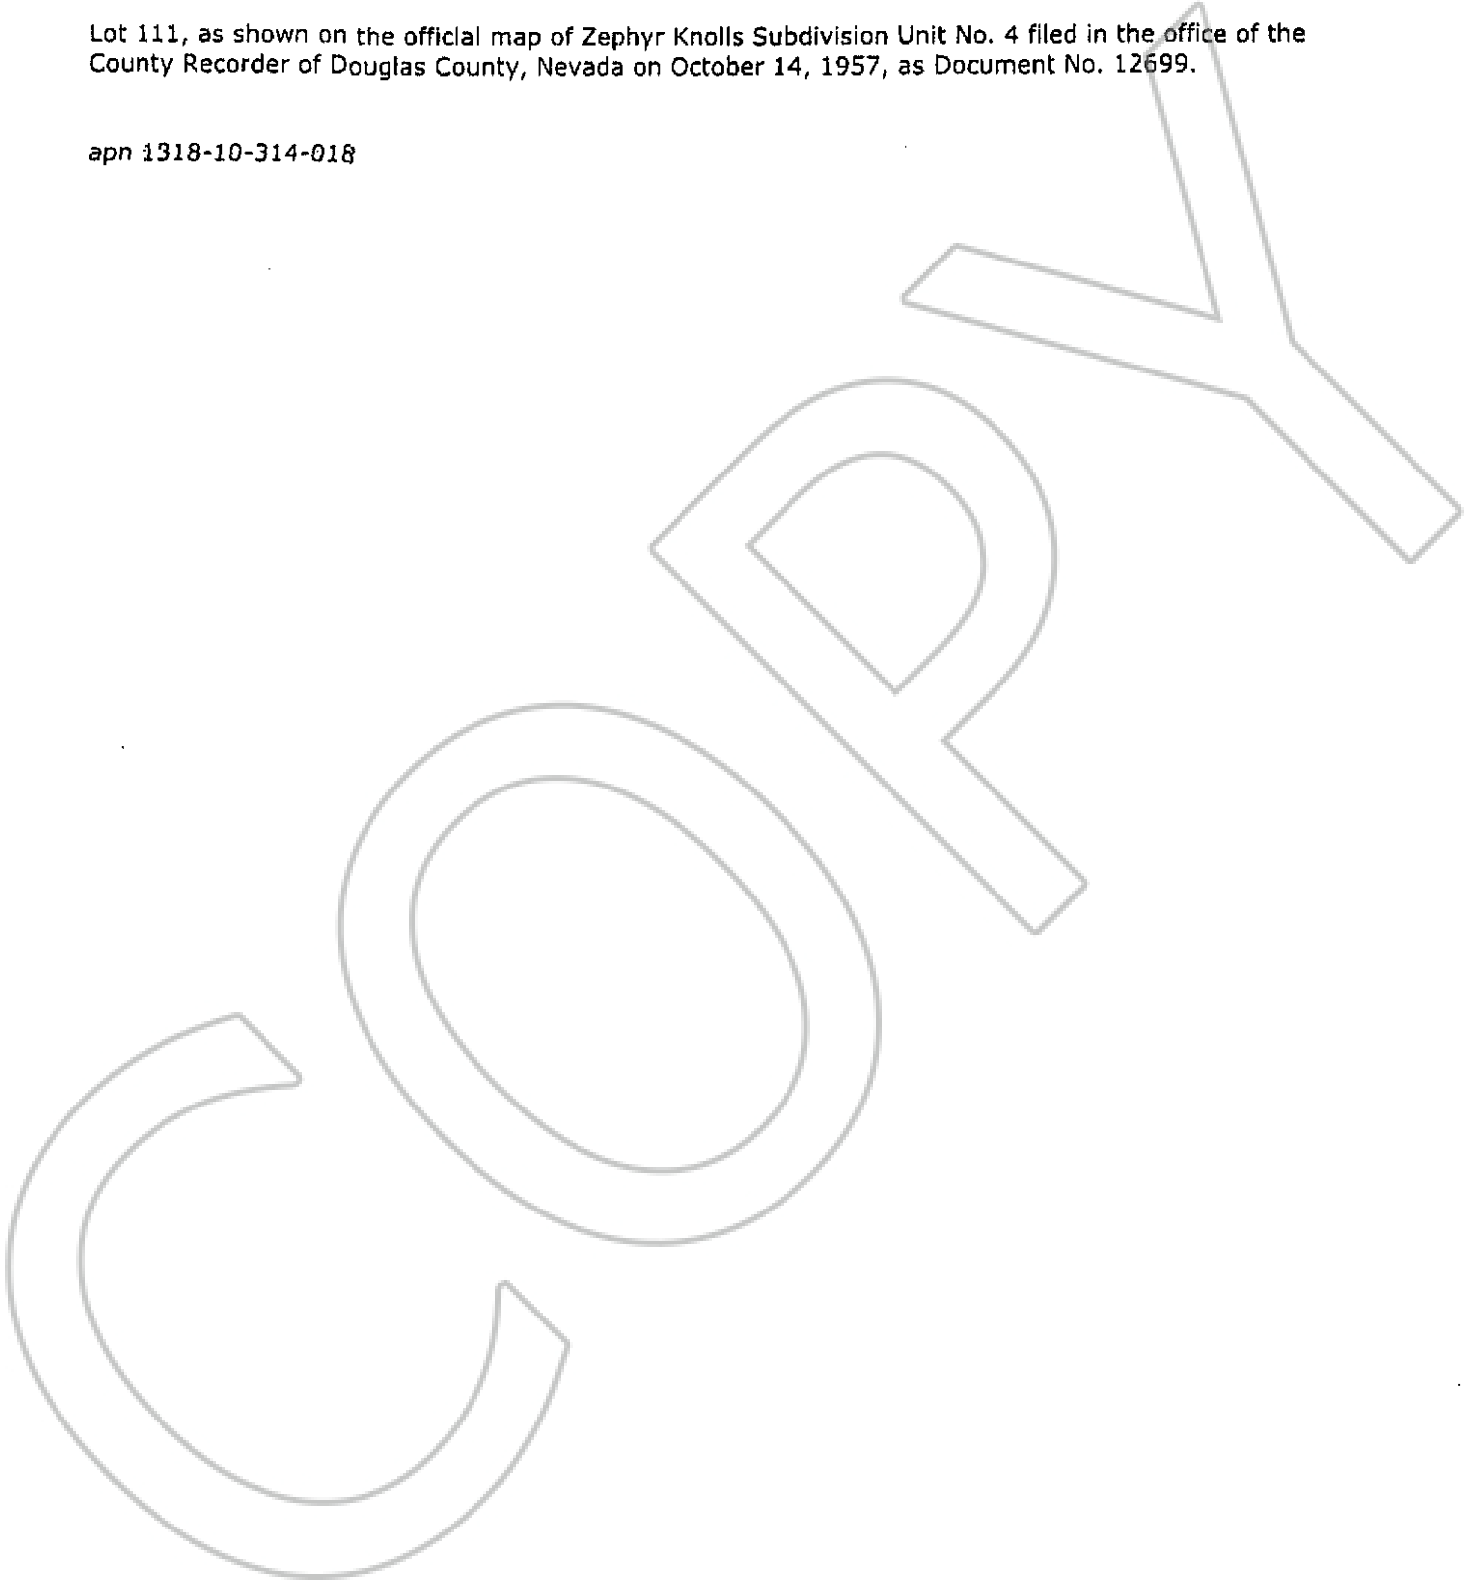 Lot 111, as shown on the official map of Zephyr Knolls Subdivision Unit No. 4 filed in the office of the
County Recorder of Douglas County, Nevada on October 14, 1957, as Document No. 12699.
apn 1318-10-314-018
COPY